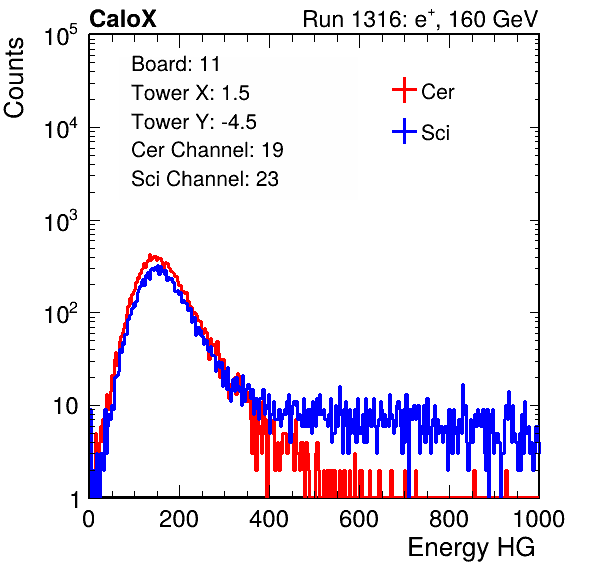 CaloX Run 1316: e+, 160 GeV
Counts
Board: 11
Tower X: 1.5
Tower Y: -4.5
Cer Channel: 19
Sci Channel: 23
Cer
Sci
10^5
10^4
10^3
10^2
10
1
0 200 400 600 800 1000
Energy HG